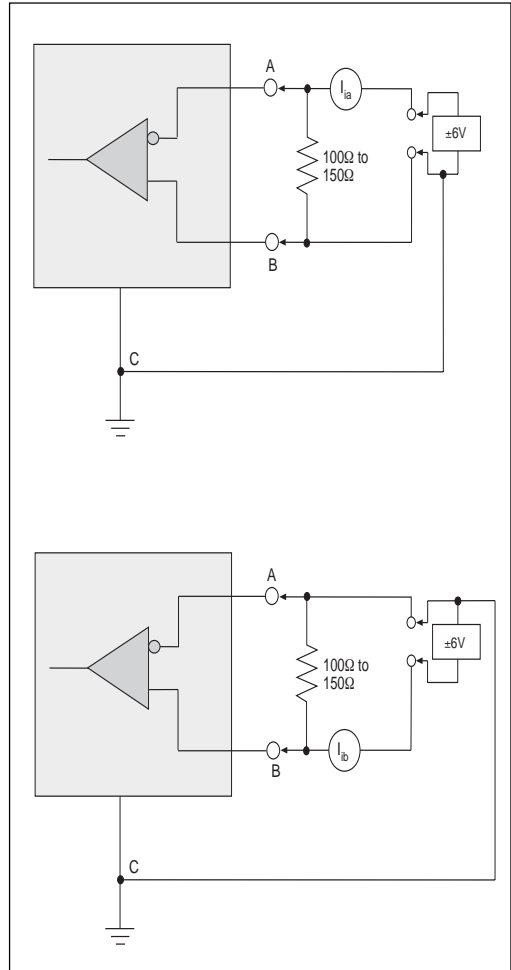 A
I_ia
±6V
100Ω to
150Ω
B
C
A
±6V
100Ω to
150Ω
B
I_ib
C